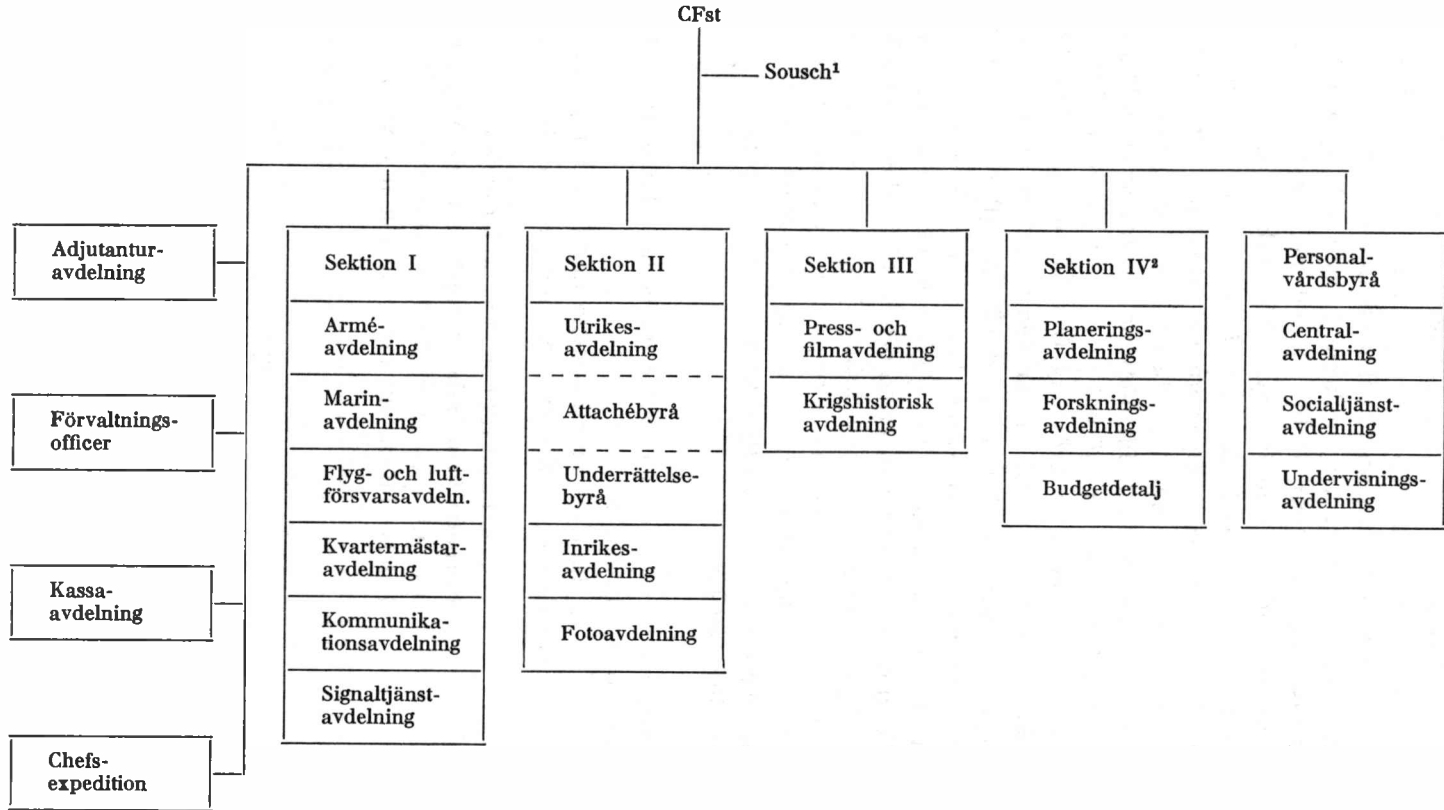 CFst
Sousch¹
Adjutantur-
avdelning
Förvaltnings-
officer
Kassa-
avdelning
Chefs-
expedition
Sektion I
Armé-
avdelning
Marin-
avdelning
Flyg- och luft-
försvarsavdeln.
Kvartermästar-
avdelning
Kommunika-
tionsavdelning
Signaltjänst-
avdelning
Sektion II
Utrikes-
avdelning
Attachébyrå
Underrättelse-
byrå
Inrikes-
avdelning
Fotoavdelning
Sektion III
Press- och
filmavdelning
Krigshistorisk
avdelning
Sektion IV²
Planerings-
avdelning
Forsknings-
avdelning
Budgetdetalj
Personal-
vårdsbyrå
Central-
avdelning
Socialtjänst-
avdelning
Undervisnings-
avdelning